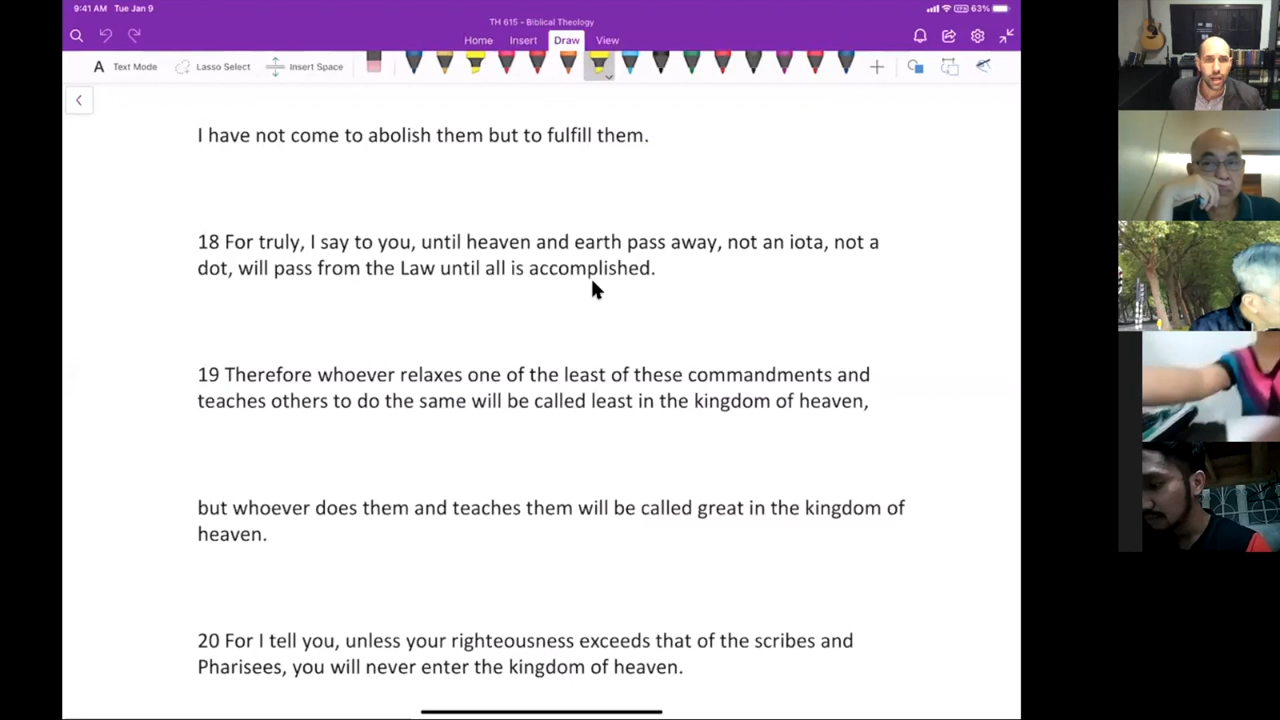 9:41 AM Tue Jan 9
63%
TH 615 - Biblical Theology
Home Insert Draw View
Text Mode Lasso Select Insert Space
I have not come to abolish them but to fulfill them.
18 For truly, I say to you, until heaven and earth pass away, not an iota, not a
dot, will pass from the Law until all is accomplished.
19 Therefore whoever relaxes one of the least of these commandments and
teaches others to do the same will be called least in the kingdom of heaven,
but whoever does them and teaches them will be called great in the kingdom of
heaven.
20 For I tell you, unless your righteousness exceeds that of the scribes and
Pharisees, you will never enter the kingdom of heaven.